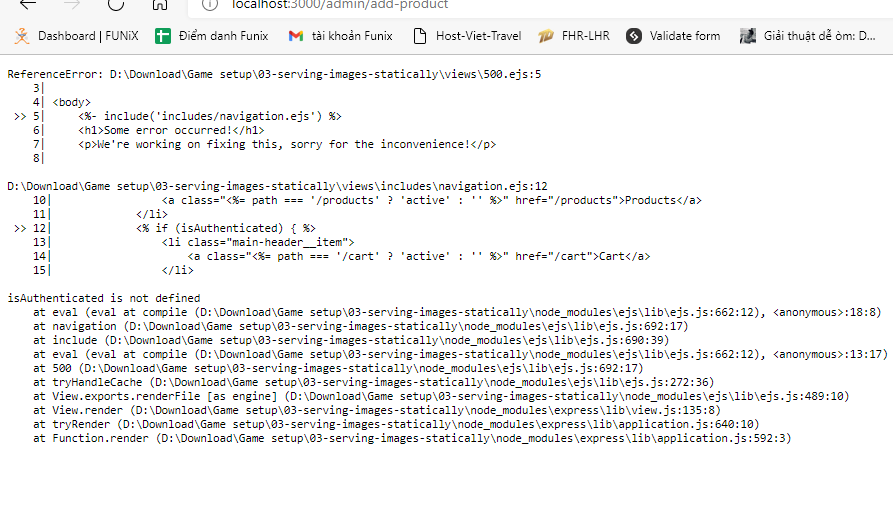 localhost:3000/admin/add-product
Dashboard | FUNiX Điểm danh Funix tài khoản Funix Host-Viet-Travel FHR-LHR Validate form Giải thuật dễ òm: D...
ReferenceError: D:\Download\Game setup\03-serving-images-statically\views\500.ejs:5
3|
4| <body>
>> 5|     <%- include('includes/navigation.ejs') %>
6|     <h1>Some error occurred!</h1>
7|     <p>We're working on fixing this, sorry for the inconvenience!</p>
8|
D:\Download\Game setup\03-serving-images-statically\views\includes\navigation.ejs:12
10|                 <a class="<%= path === '/products' ? 'active' : '' %>" href="/products">Products</a>
11|             </li>
>> 12|             <% if (isAuthenticated) { %>
13|                 <li class="main-header__item">
14|                     <a class="<%= path === '/cart' ? 'active' : '' %>" href="/cart">Cart</a>
15|                 </li>
isAuthenticated is not defined
at eval (eval at compile (D:\Download\Game setup\03-serving-images-statically\node_modules\ejs\lib\ejs.js:662:12), <anonymous>:18:8)
at navigation (D:\Download\Game setup\03-serving-images-statically\node_modules\ejs\lib\ejs.js:692:17)
at include (D:\Download\Game setup\03-serving-images-statically\node_modules\ejs\lib\ejs.js:690:39)
at eval (eval at compile (D:\Download\Game setup\03-serving-images-statically\node_modules\ejs\lib\ejs.js:662:12), <anonymous>:13:17)
at 500 (D:\Download\Game setup\03-serving-images-statically\node_modules\ejs\lib\ejs.js:692:17)
at tryHandleCache (D:\Download\Game setup\03-serving-images-statically\node_modules\ejs\lib\ejs.js:272:36)
at View.exports.renderFile [as engine] (D:\Download\Game setup\03-serving-images-statically\node_modules\ejs\lib\ejs.js:489:10)
at View.render (D:\Download\Game setup\03-serving-images-statically\node_modules\express\lib\view.js:135:8)
at tryRender (D:\Download\Game setup\03-serving-images-statically\node_modules\express\lib\application.js:640:10)
at Function.render (D:\Download\Game setup\03-serving-images-statically\node_modules\express\lib\application.js:592:3)